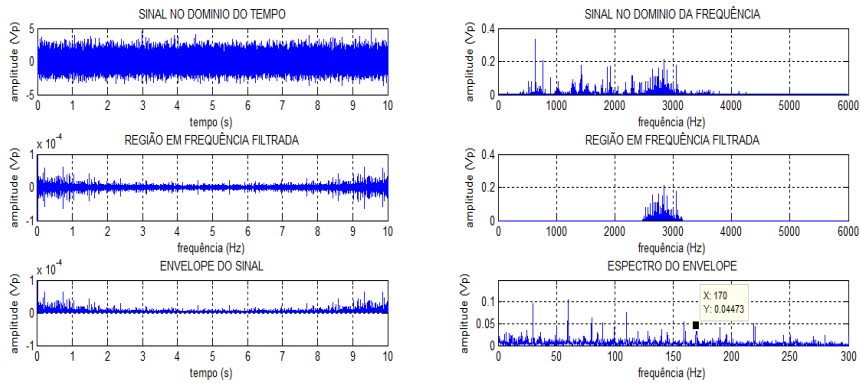 SINAL NO DOMINIO DO TEMPO
amplitude (Vp)
5
0
-5
0 1 2 3 4 5 6 7 8 9 10
tempo (s)
SINAL NO DOMINIO DA FREQUÊNCIA
amplitude (Vp)
0.4
0.2
0
0 1000 2000 3000 4000 5000 6000
frequência (Hz)
REGIÃO EM FREQUÊNCIA FILTRADA
x 10^-4
amplitude (Vp)
1
0
-1
0 1 2 3 4 5 6 7 8 9 10
frequência (Hz)
REGIÃO EM FREQUÊNCIA FILTRADA
amplitude (Vp)
0.4
0.2
0
0 1000 2000 3000 4000 5000 6000
frequência (Hz)
ENVELOPE DO SINAL
x 10^-4
amplitude (Vp)
1
0
-1
0 1 2 3 4 5 6 7 8 9 10
tempo (s)
ESPECTRO DO ENVELOPE
amplitude (Vp)
0.1
0.05
0
X: 170
Y: 0.04473
0 50 100 150 200 250 300
frequência (Hz)